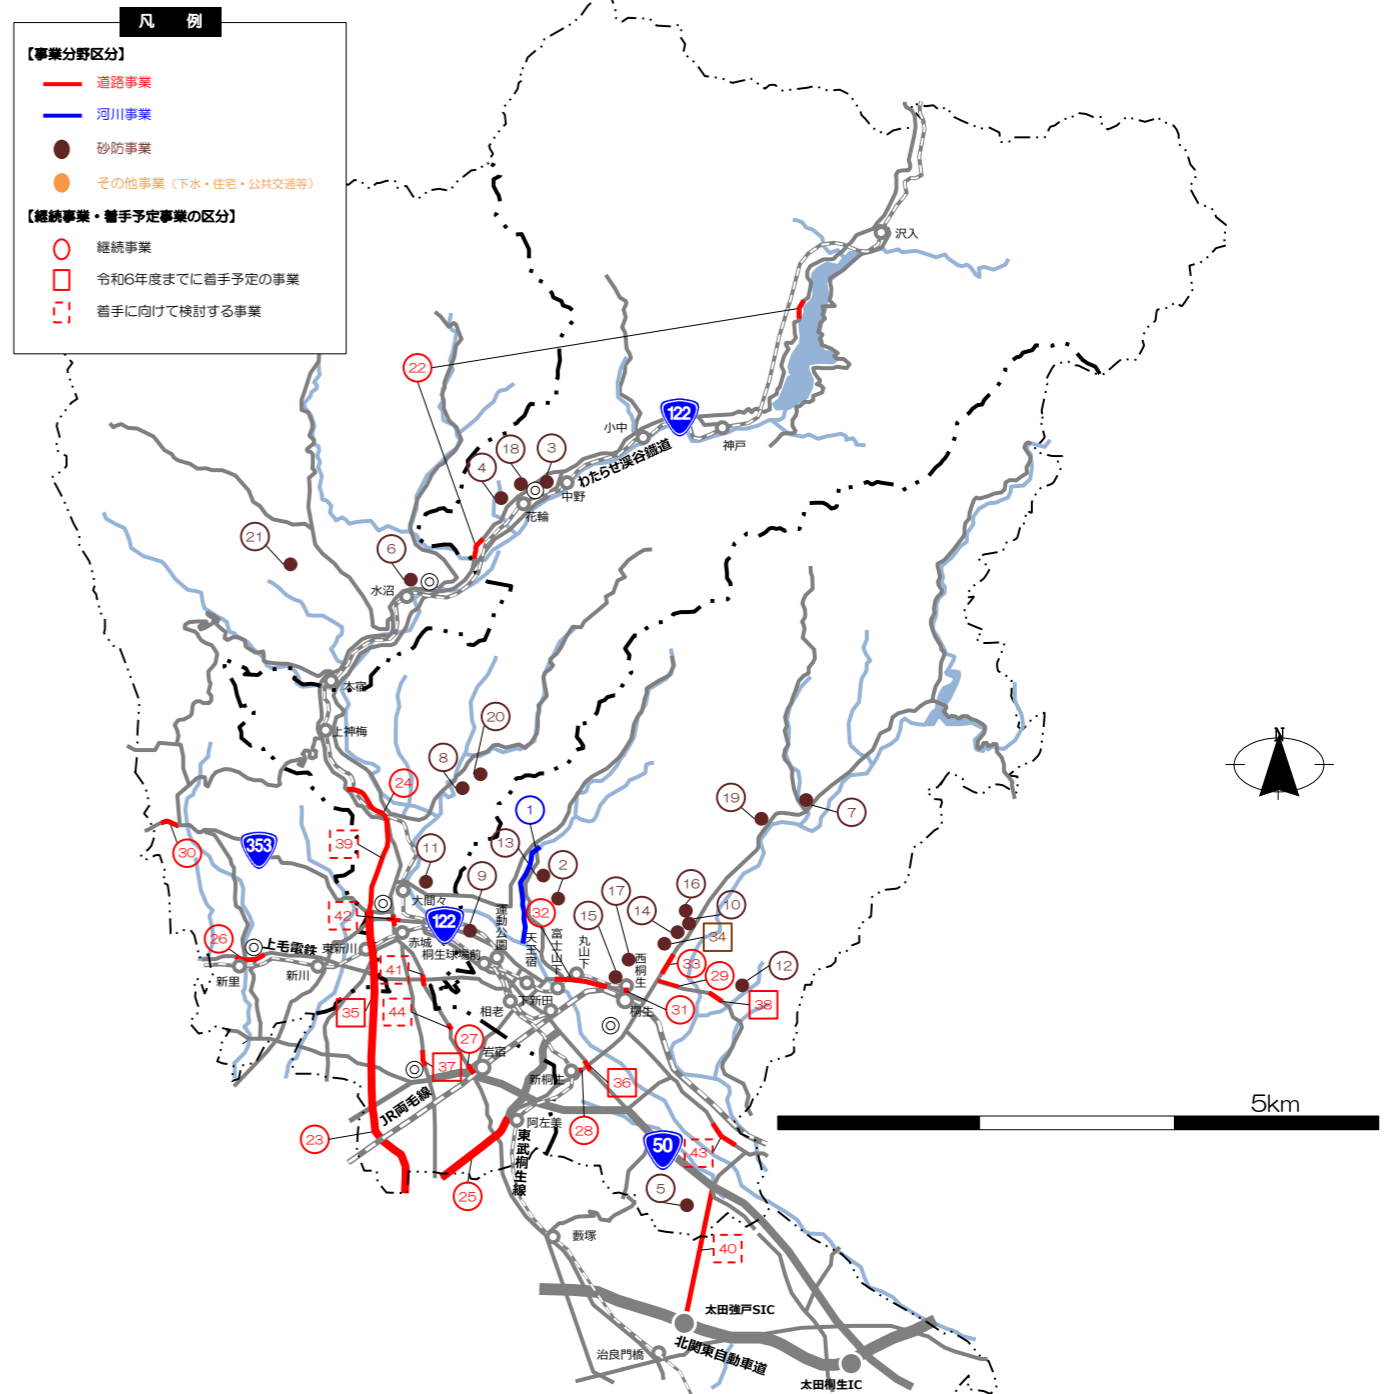 凡 例
【事業分野区分】
道路事業
河川事業
砂防事業
その他事業（下水・住宅・公共交通等）
【継続事業・着手予定事業の区分】
継続事業
令和6年度までに着手予定の事業
着手に向けて検討する事業
沢入
22
122
小中
神戸
わたらせ渓谷鐵道
18
3
4
中野
花輪
21
6
水沼
本宿
上神梅
20
8
N
24
1
19
7
39
353
30
13
11
2
9
17
16
大間々
42
122
運動公園
32
15
14
10
34
26
上毛電鉄
東新川
赤城
桐生球場前
天王宿
富士山下
丸山下
西桐生
33
29
12
新里
新川
41
38
35
44
相老
下新田
桐生
31
27
岩宿
37
新桐生
36
5km
JR両毛線
23
阿左美
28
東武桐生線
50
43
25
5
藪塚
40
太田強戸SIC
北関東自動車道
治良門橋
太田桐生IC